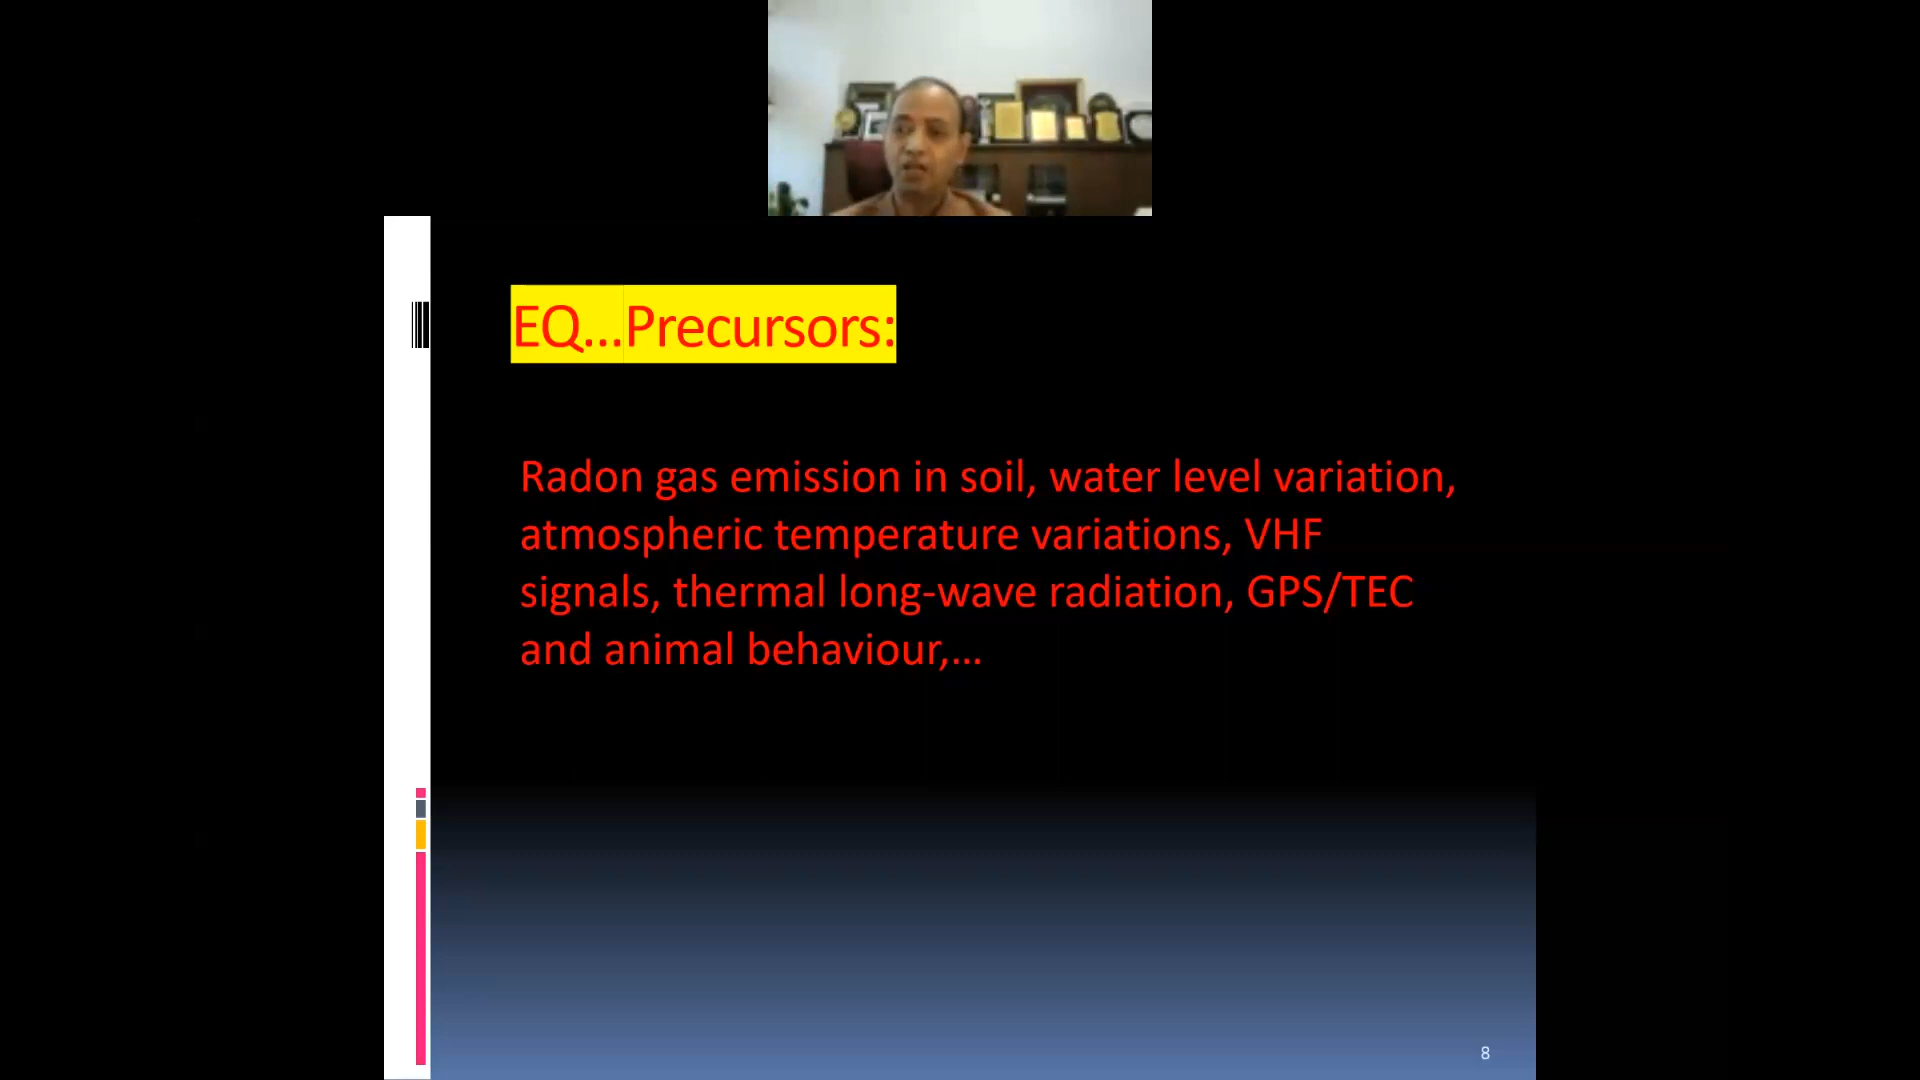 EQ...Precursors:
Radon gas emission in soil, water level variation,
atmospheric temperature variations, VHF
signals, thermal long-wave radiation, GPS/TEC
and animal behaviour,...
8